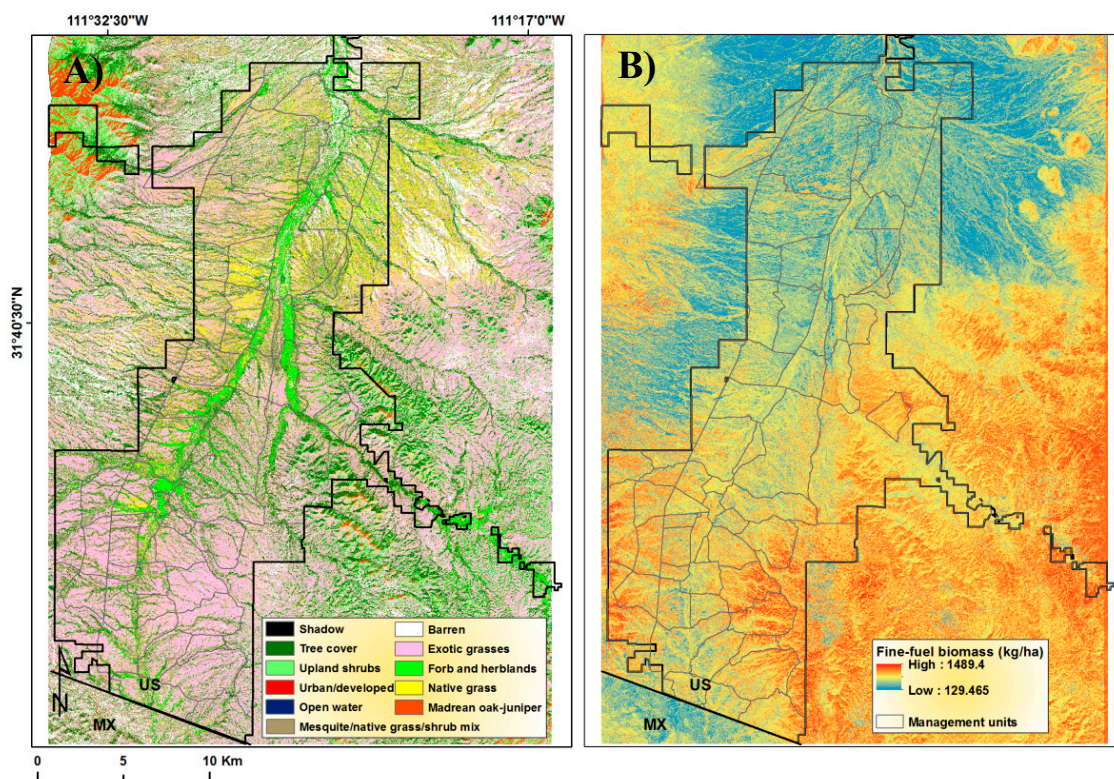 111°32'30"W
111°17'0"W
A)
B)
31°40'30"N
Shadow
Tree cover
Upland shrubs
Urban/developed
Open water
Mesquite/native grass/shrub mix
Barren
Exotic grasses
Forb and herblands
Native grass
Madrean oak-juniper
US
MX
N
Fine-fuel biomass (kg/ha)
High : 1489.4
Low : 129.465
Management units
US
MX
0 5 10 Km